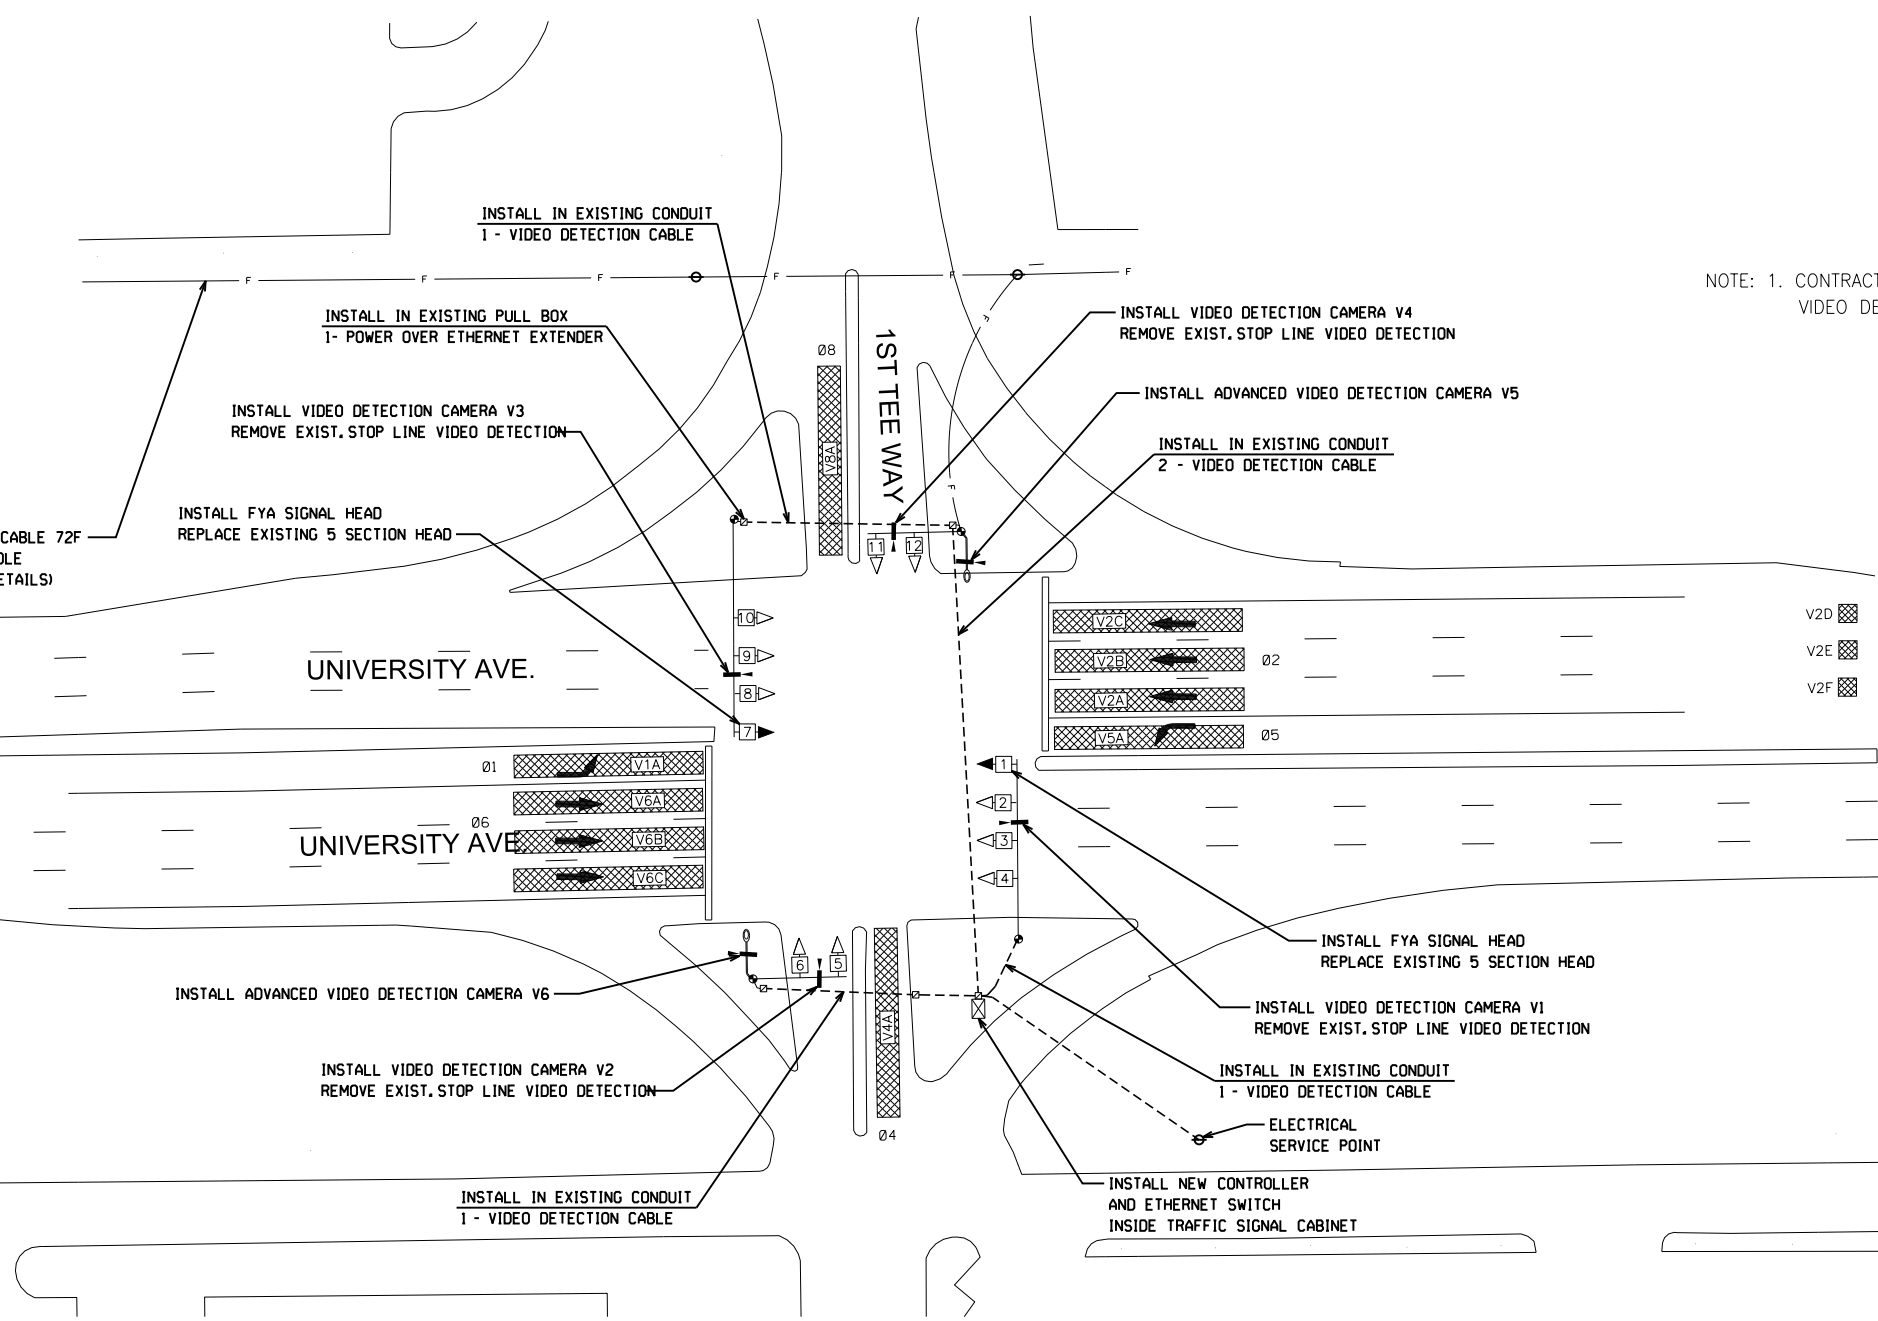 INSTALL IN EXISTING CONDUIT
1 - VIDEO DETECTION CABLE
F
F
F
F
F
F
F
F
NOTE: 1. CONTRACT
VIDEO DE
INSTALL IN EXISTING PULL BOX
1- POWER OVER ETHERNET EXTENDER
INSTALL VIDEO DETECTION CAMERA V4
REMOVE EXIST. STOP LINE VIDEO DETECTION
Ø8
1ST TEE WAY
V8A
INSTALL ADVANCED VIDEO DETECTION CAMERA V5
INSTALL VIDEO DETECTION CAMERA V3
REMOVE EXIST. STOP LINE VIDEO DETECTION
INSTALL IN EXISTING CONDUIT
2 - VIDEO DETECTION CABLE
INSTALL FYA SIGNAL HEAD
REPLACE EXISTING 5 SECTION HEAD
CABLE 72F
OLE
ETAILS)
11
12
10
9
8
7
UNIVERSITY AVE.
V2C
V2B
V2A
V5A
Ø2
Ø5
V2D
V2E
V2F
Ø1
V1A
V6A
Ø6
V6B
V6C
UNIVERSITY AVE.
1
2
3
4
6
5
V4A
Ø4
INSTALL FYA SIGNAL HEAD
REPLACE EXISTING 5 SECTION HEAD
INSTALL ADVANCED VIDEO DETECTION CAMERA V6
INSTALL VIDEO DETECTION CAMERA V1
REMOVE EXIST. STOP LINE VIDEO DETECTION
INSTALL VIDEO DETECTION CAMERA V2
REMOVE EXIST. STOP LINE VIDEO DETECTION
INSTALL IN EXISTING CONDUIT
1 - VIDEO DETECTION CABLE
ELECTRICAL
SERVICE POINT
INSTALL IN EXISTING CONDUIT
1 - VIDEO DETECTION CABLE
INSTALL NEW CONTROLLER
AND ETHERNET SWITCH
INSIDE TRAFFIC SIGNAL CABINET